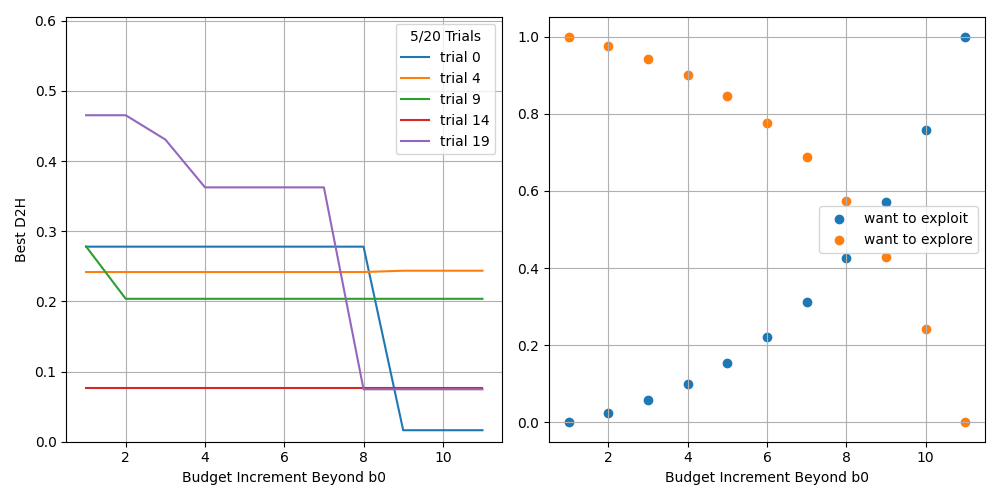 0.6
0.5
0.4
0.3
0.2
0.1
0.0
Best D2H
2 4 6 8 10
Budget Increment Beyond b0
5/20 Trials
trial 0
trial 4
trial 9
trial 14
trial 19
1.0
0.8
0.6
0.4
0.2
0.0
2 4 6 8 10
Budget Increment Beyond b0
want to exploit
want to explore